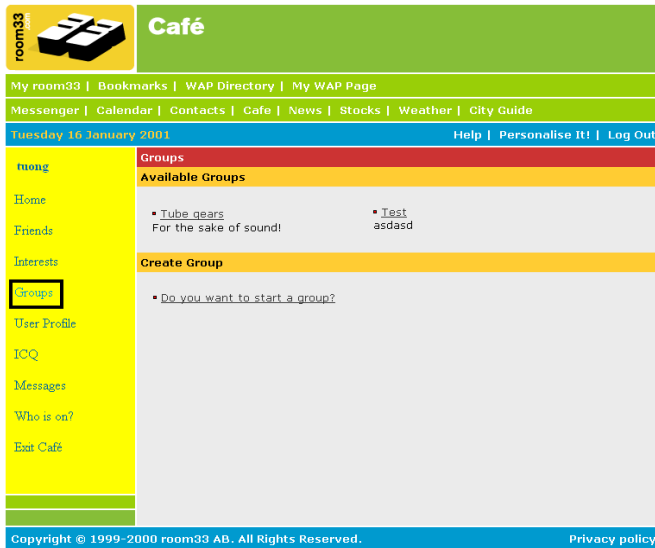 room33
.com
Café
My room33 | Bookmarks | WAP Directory | My WAP Page
Messenger | Calendar | Contacts | Cafe | News | Stocks | Weather | City Guide
Tuesday 16 January 2001 Help | Personalise It! | Log Out
tuong
Home
Friends
Interests
Groups
User Profile
ICQ
Messages
Who is on?
Exit Café
Groups
Available Groups
Tube gears
For the sake of sound!
Test
asdasd
Create Group
Do you want to start a group?
Copyright © 1999-2000 room33 AB. All Rights Reserved. Privacy policy